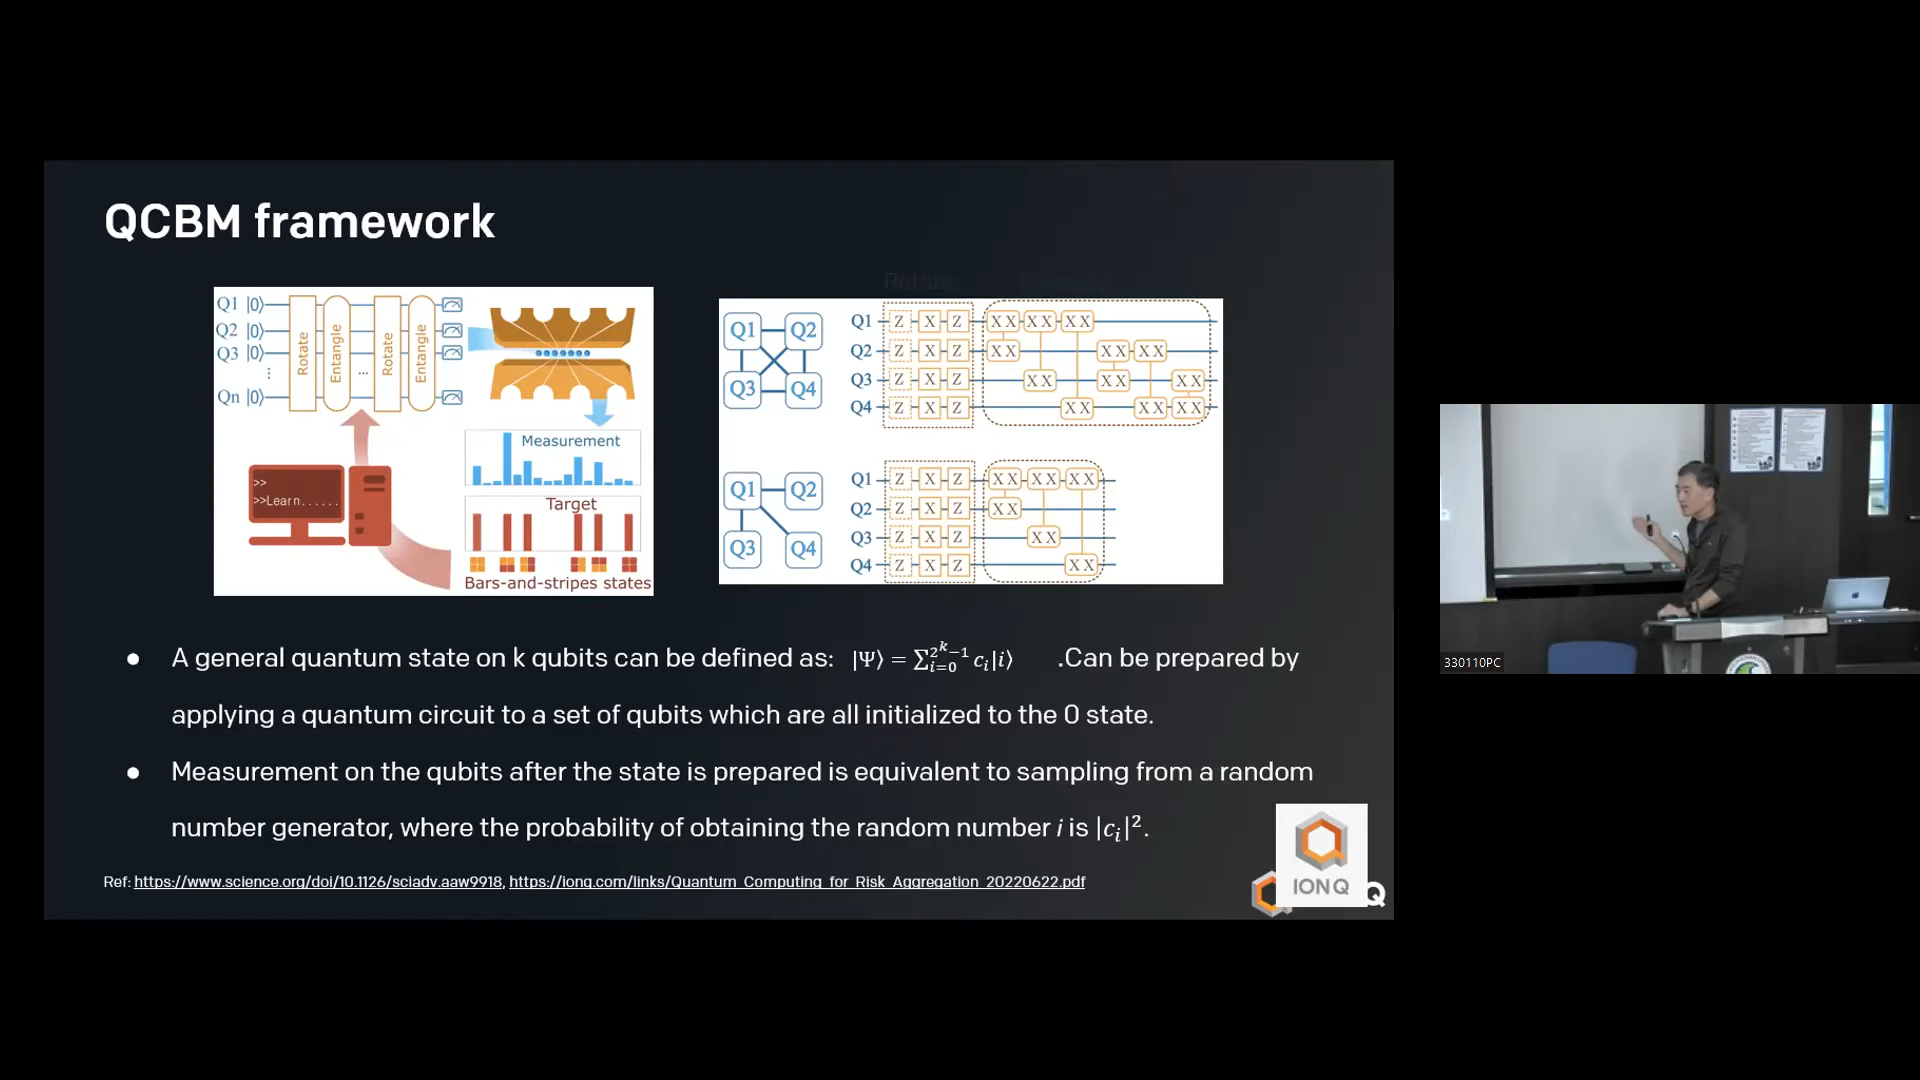 QCBM framework
Rotate
Q1 |0⟩
Q2 |0⟩
Q3 |0⟩
⋮
Qn |0⟩
Rotate
Entangle
...
Rotate
Entangle
>>
>>Learn......
Measurement
Target
Bars-and-stripes states
Q1 Q2
Q3 Q4
Q1 Z X Z XX XX XX
Q2 Z X Z XX XX XX
Q3 Z X Z XX XX XX
Q4 Z X Z XX XX XX
Q1 Q2
Q3 Q4
Q1 Z X Z XX XX XX
Q2 Z X Z XX
Q3 Z X Z XX
Q4 Z X Z XX
● A general quantum state on k qubits can be defined as: |Ψ⟩ = ∑_{i=0}^{2^k−1} c_i|i⟩ .Can be prepared by
applying a quantum circuit to a set of qubits which are all initialized to the 0 state.
● Measurement on the qubits after the state is prepared is equivalent to sampling from a random
number generator, where the probability of obtaining the random number i is |c_i|².
Ref: https://www.science.org/doi/10.1126/sciadv.aaw9918, https://ionq.com/links/Quantum_Computing_for_Risk_Aggregation_20220622.pdf
IONQ
Q
330110PC